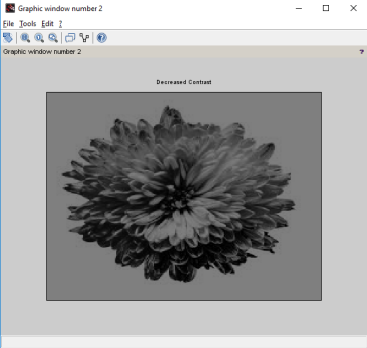 Graphic window number 2
File Tools Edit ?
Graphic window number 2 ?
Decreased Contrast